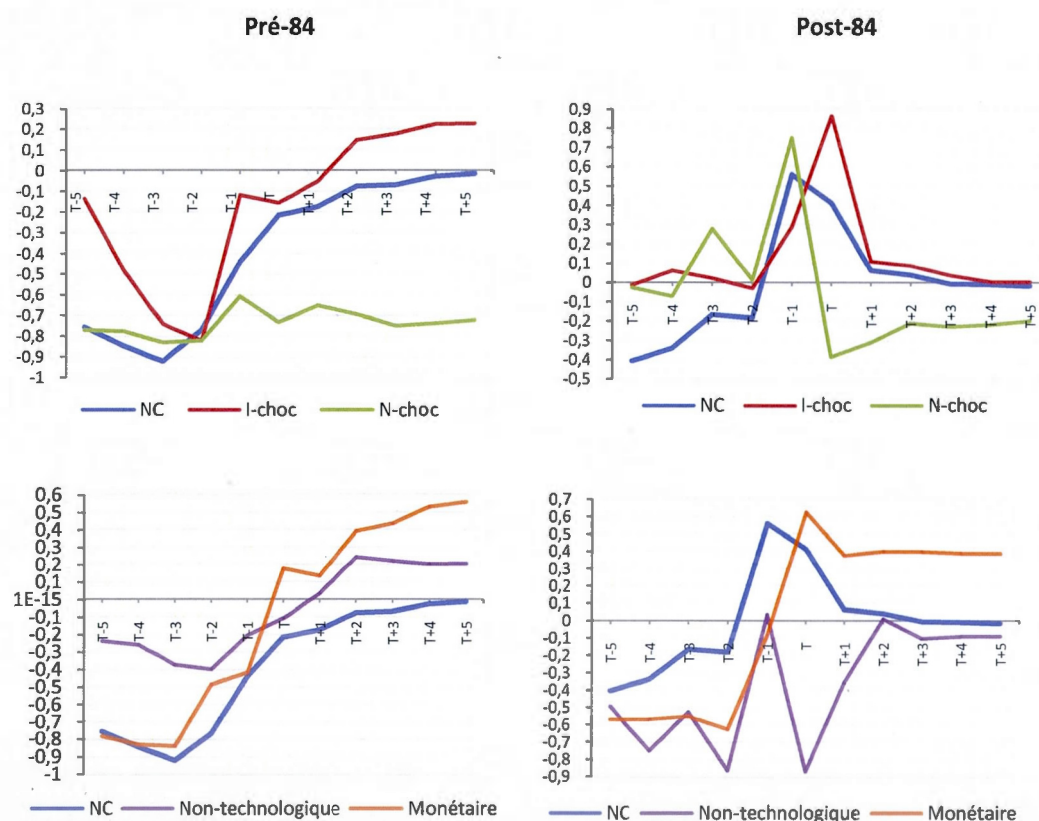 Pré-84
Post-84
0,3
0,2
0,1
0
-0,1
-0,2
-0,3
-0,4
-0,5
-0,6
-0,7
-0,8
-0,9
-1
T-5
T-4
T-3
T-2
T-1
T
T+1
T+2
T+3
T+4
T+5
NC I-choc N-choc
0,9
0,8
0,7
0,6
0,5
0,4
0,3
0,2
0,1
0
-0,1
-0,2
-0,3
-0,4
-0,5
T-5
T-4
T-3
T-2
T-1
T
T+1
T+2
T+3
T+4
T+5
NC I-choc N-choc
0,6
0,5
0,4
0,3
0,2
0,1
1E-15
-0,1
-0,2
-0,3
-0,4
-0,5
-0,6
-0,7
-0,8
-0,9
-1
T-5
T-4
T-3
T-2
T-1
T
T+1
T+2
T+3
T+4
T+5
NC Non-technologique Monétaire
0,7
0,6
0,5
0,4
0,3
0,2
0,1
0
-0,1
-0,2
-0,3
-0,4
-0,5
-0,6
-0,7
-0,8
-0,9
T-5
T-4
T-3
T-2
T-1
T
T+1
T+2
T+3
T+4
T+5
NC Non-technologique Monétaire